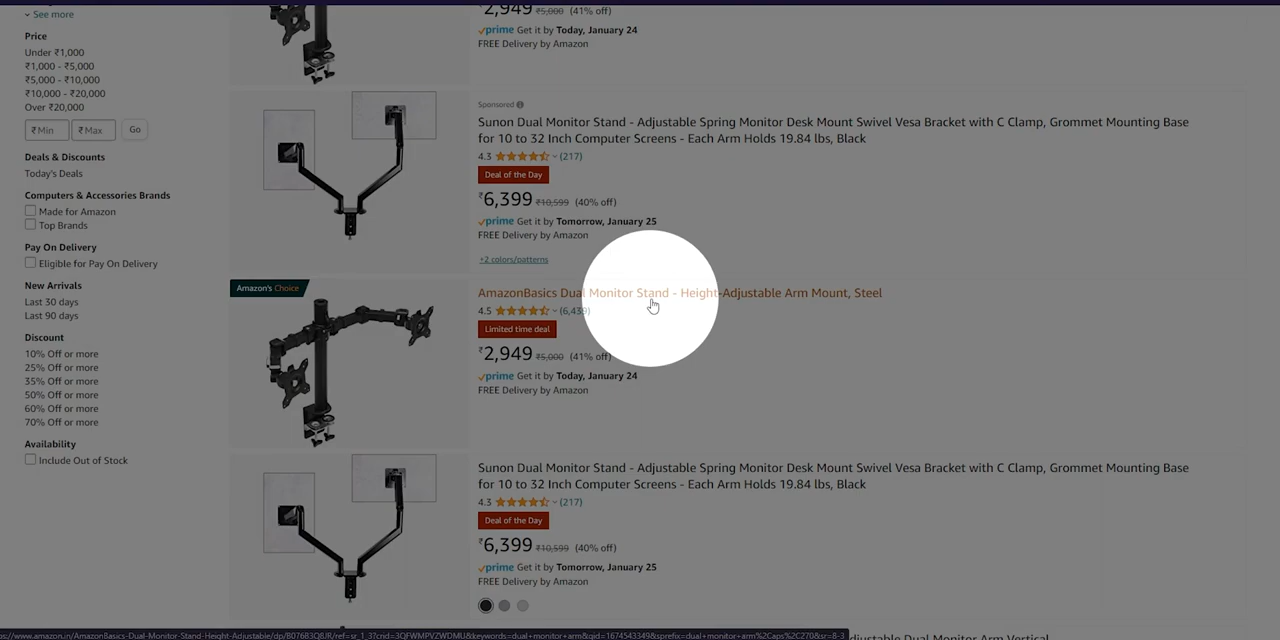 See more
Price
Under ₹1,000
₹1,000 - ₹5,000
₹5,000 - ₹10,000
₹10,000 - ₹20,000
Over ₹20,000
₹ Min ₹ Max Go
Deals & Discounts
Today's Deals
Computers & Accessories Brands
Made for Amazon
Top Brands
Pay On Delivery
Eligible for Pay On Delivery
New Arrivals
Last 30 days
Last 90 days
Discount
10% Off or more
25% Off or more
35% Off or more
50% Off or more
60% Off or more
70% Off or more
Availability
Include Out of Stock
₹2,949 ₹5,000 (41% off)
prime Get it by Today, January 24
FREE Delivery by Amazon
Sponsored
Sunon Dual Monitor Stand - Adjustable Spring Monitor Desk Mount Swivel Vesa Bracket with C Clamp, Grommet Mounting Base
for 10 to 32 Inch Computer Screens - Each Arm Holds 19.84 lbs, Black
4.3 (217)
Deal of the Day
₹6,399 ₹10,599 (40% off)
prime Get it by Tomorrow, January 25
FREE Delivery by Amazon
+2 colors/patterns
Amazon's Choice
AmazonBasics Dual Monitor Stand - Height-Adjustable Arm Mount, Steel
4.5 (6,439)
Limited time deal
₹2,949 ₹5,000 (41% off)
prime Get it by Today, January 24
FREE Delivery by Amazon
Sunon Dual Monitor Stand - Adjustable Spring Monitor Desk Mount Swivel Vesa Bracket with C Clamp, Grommet Mounting Base
for 10 to 32 Inch Computer Screens - Each Arm Holds 19.84 lbs, Black
4.3 (217)
Deal of the Day
₹6,399 ₹10,599 (40% off)
prime Get it by Tomorrow, January 25
FREE Delivery by Amazon
Dual Monitor Arm Vertical